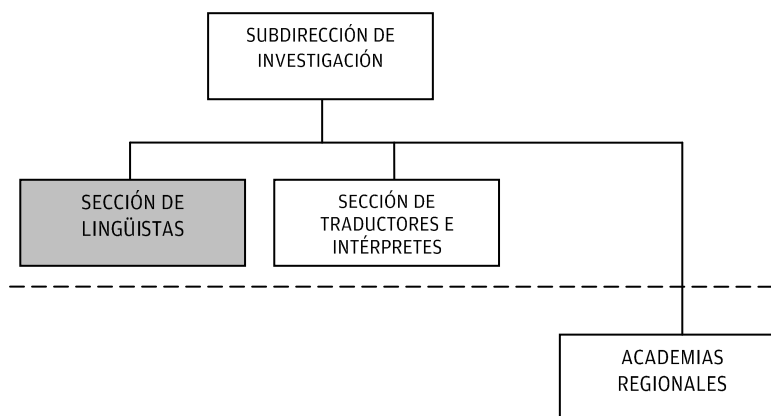 SUBDIRECCIÓN DE
INVESTIGACIÓN
SECCIÓN DE
LINGÜISTAS
SECCIÓN DE
TRADUCTORES E
INTÉRPRETES
ACADEMIAS
REGIONALES